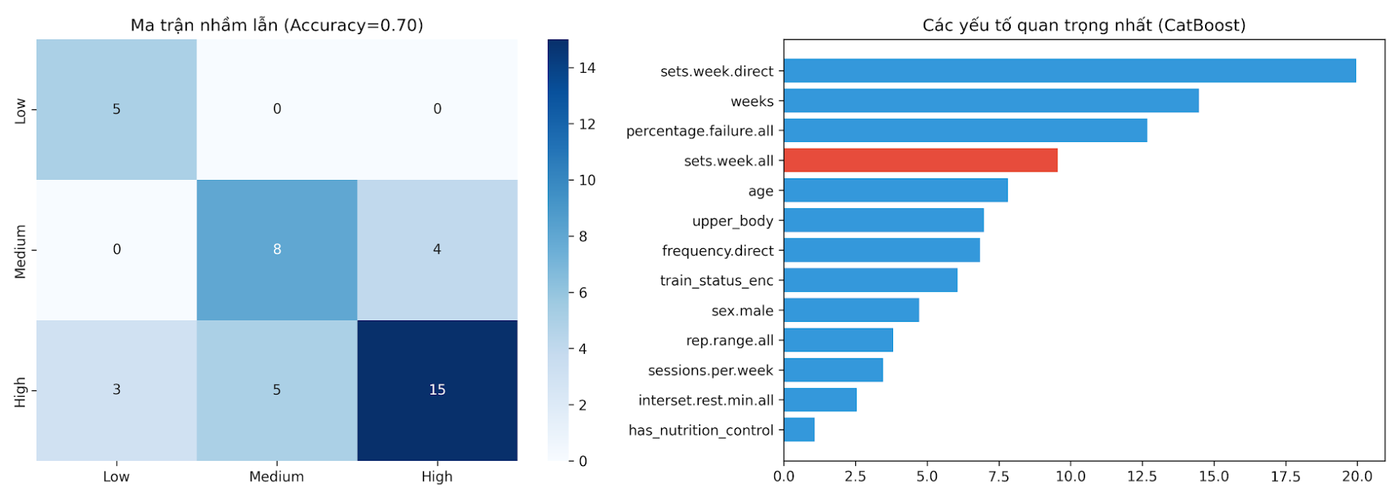 Ma trận nhầm lẫn (Accuracy=0.70)
Low
5
0
0
Medium
0
8
4
High
3
5
15
Low
Medium
High
14
12
10
8
6
4
2
0
Các yếu tố quan trọng nhất (CatBoost)
sets.week.direct
weeks
percentage.failure.all
sets.week.all
age
upper_body
frequency.direct
train_status_enc
sex.male
rep.range.all
sessions.per.week
interset.rest.min.all
has_nutrition_control
0.0
2.5
5.0
7.5
10.0
12.5
15.0
17.5
20.0